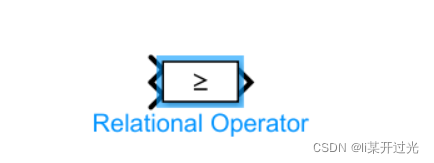 ≥
Relational Operator
CSDN @li某开过光